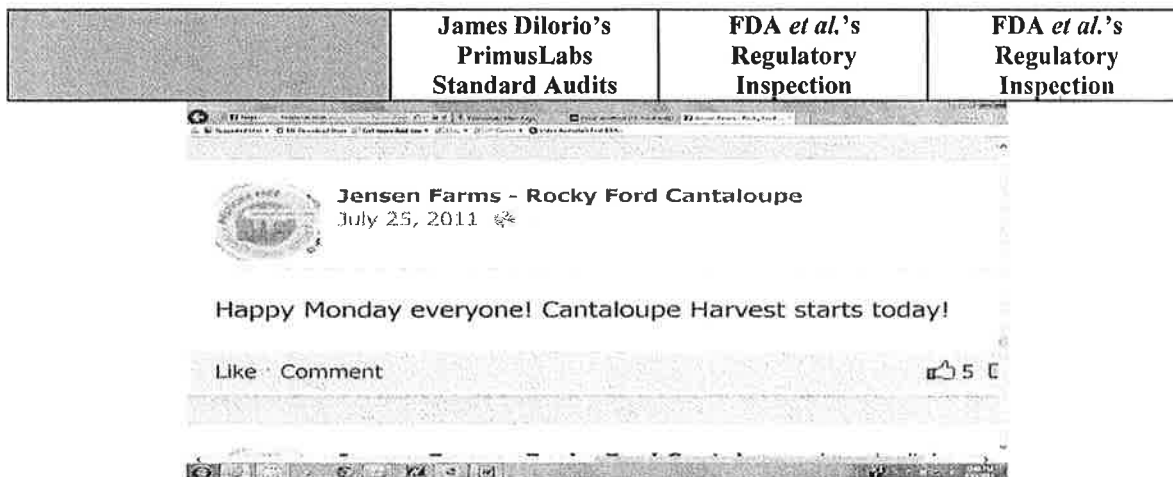 James DiIorio's
PrimusLabs
Standard Audits
FDA et al.'s
Regulatory
Inspection
FDA et al.'s
Regulatory
Inspection
Jensen Farms - Rocky Ford Cantaloupe
July 25, 2011
Happy Monday everyone! Cantaloupe Harvest starts today!
Like · Comment
5